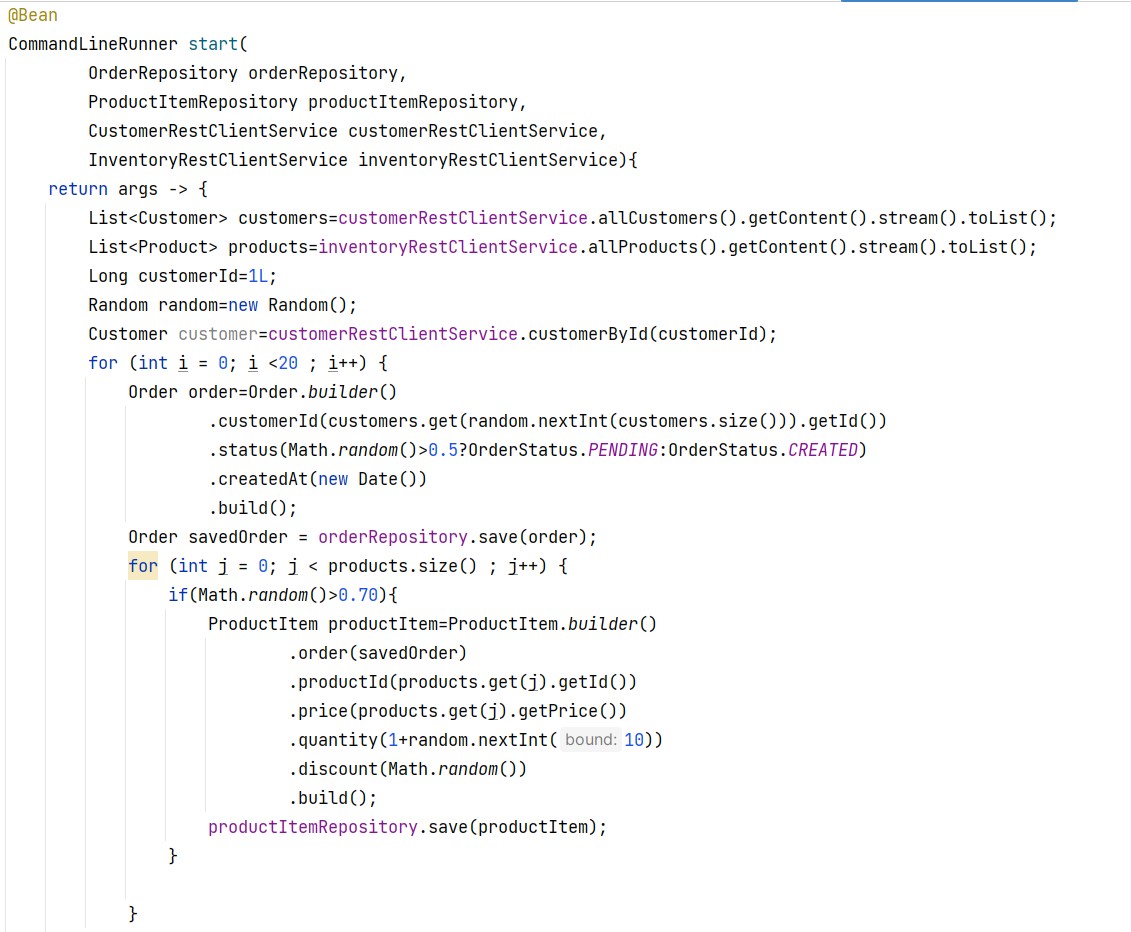 @Bean
CommandLineRunner start(
        OrderRepository orderRepository,
        ProductItemRepository productItemRepository,
        CustomerRestClientService customerRestClientService,
        InventoryRestClientService inventoryRestClientService){
    return args -> {
        List<Customer> customers=customerRestClientService.allCustomers().getContent().stream().toList();
        List<Product> products=inventoryRestClientService.allProducts().getContent().stream().toList();
        Long customerId=1L;
        Random random=new Random();
        Customer customer=customerRestClientService.customerById(customerId);
        for (int i = 0; i <20 ; i++) {
            Order order=Order.builder()
                    .customerId(customers.get(random.nextInt(customers.size())).getId())
                    .status(Math.random()>0.5?OrderStatus.PENDING:OrderStatus.CREATED)
                    .createdAt(new Date())
                    .build();
            Order savedOrder = orderRepository.save(order);
            for (int j = 0; j < products.size() ; j++) {
                if(Math.random()>0.70){
                    ProductItem productItem=ProductItem.builder()
                            .order(savedOrder)
                            .productId(products.get(j).getId())
                            .price(products.get(j).getPrice())
                            .quantity(1+random.nextInt( bound: 10))
                            .discount(Math.random())
                            .build();
                    productItemRepository.save(productItem);
                }
            }